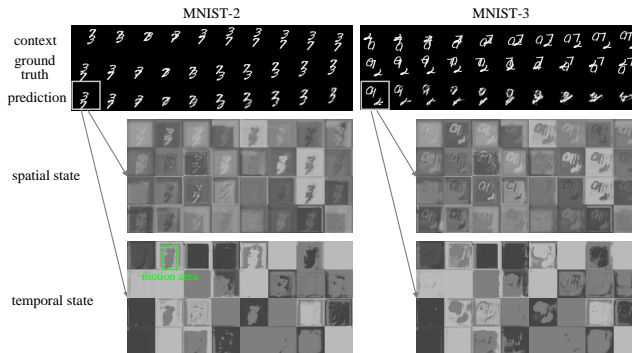 MNIST-2
MNIST-3
context
ground
truth
prediction
spatial state
motion area
temporal state